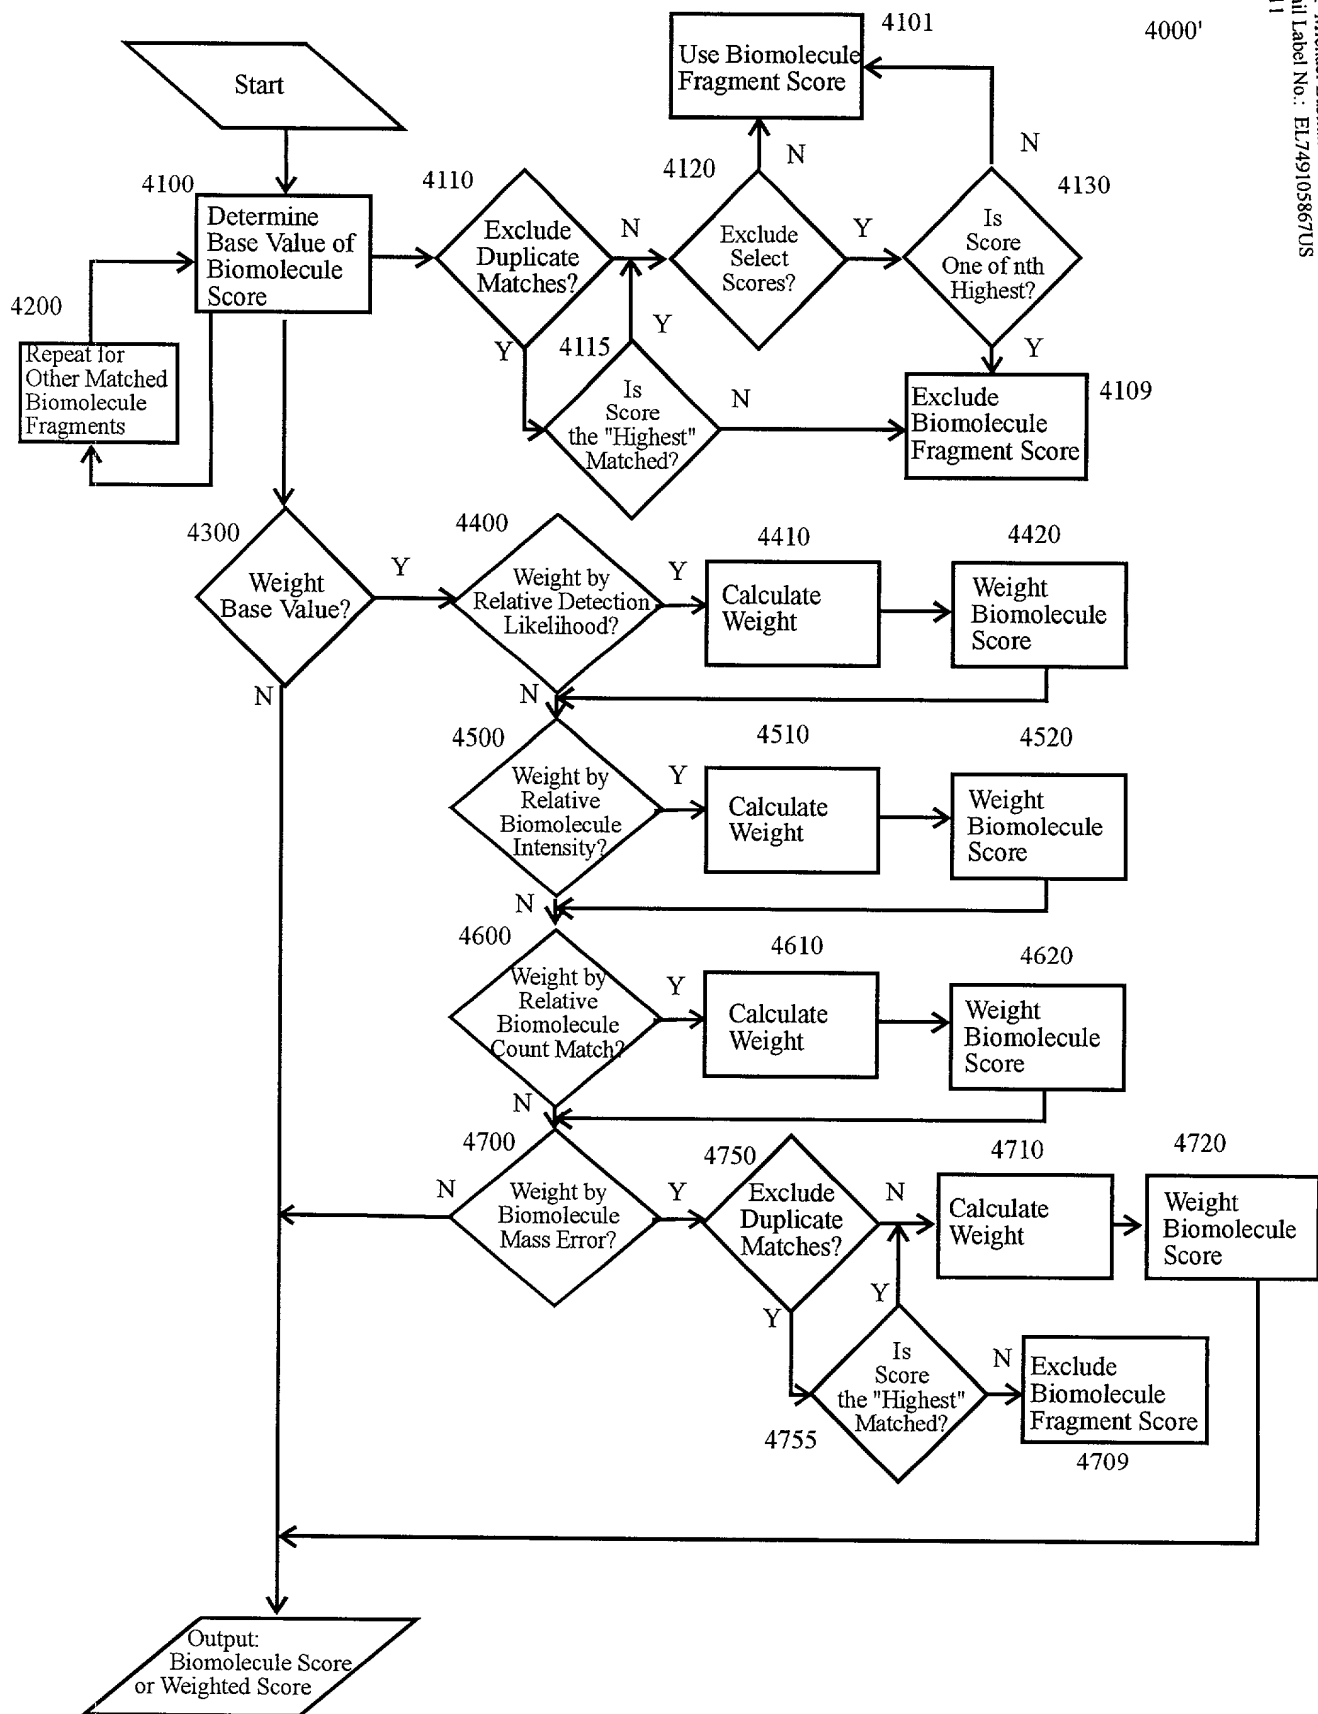 4101
4000'
ail Label No.: EL749105867US
11
Use Biomolecule
Fragment Score
Start
N
N
4100
4110
4120
4130
Determine
Base Value of
Biomolecule
Score
Exclude
Duplicate
Matches?
N
Exclude
Select
Scores?
Y
Is
Score
One of nth
Highest?
4200
Y
4115
Y
Y
Repeat for
Other Matched
Biomolecule
Fragments
Is
Score
the "Highest"
Matched?
N
Exclude
Biomolecule
Fragment Score
4109
4300
4400
4410
4420
Weight
Base Value?
Y
Weight by
Relative Detection
Likelihood?
Y
Calculate
Weight
Weight
Biomolecule
Score
N
N
4500
4510
4520
Weight by
Relative
Biomolecule
Intensity?
Y
Calculate
Weight
Weight
Biomolecule
Score
N
4600
4610
4620
Weight by
Relative
Biomolecule
Count Match?
Y
Calculate
Weight
Weight
Biomolecule
Score
N
4700
4750
4710
4720
N
Weight by
Biomolecule
Mass Error?
Y
Exclude
Duplicate
Matches?
N
Calculate
Weight
Weight
Biomolecule
Score
Y
Y
4755
Is
Score
the "Highest"
Matched?
N
Exclude
Biomolecule
Fragment Score
4709
Output:
Biomolecule Score
or Weighted Score